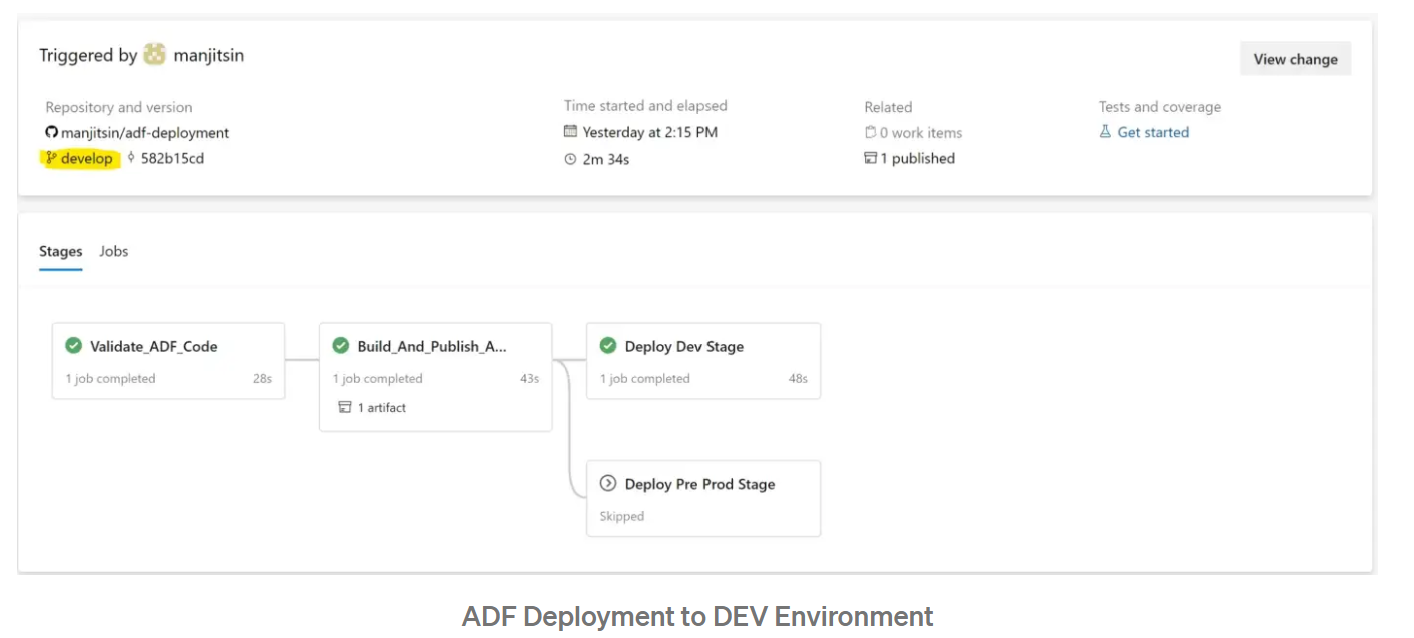 Triggered by manjitsin
View change
Repository and version
manjitsin/adf-deployment
develop 582b15cd
Time started and elapsed
Yesterday at 2:15 PM
2m 34s
Related
0 work items
1 published
Tests and coverage
Get started
Stages Jobs
Validate_ADF_Code
1 job completed 28s
Build_And_Publish_A...
1 job completed 43s
1 artifact
Deploy Dev Stage
1 job completed 48s
Deploy Pre Prod Stage
Skipped
ADF Deployment to DEV Environment